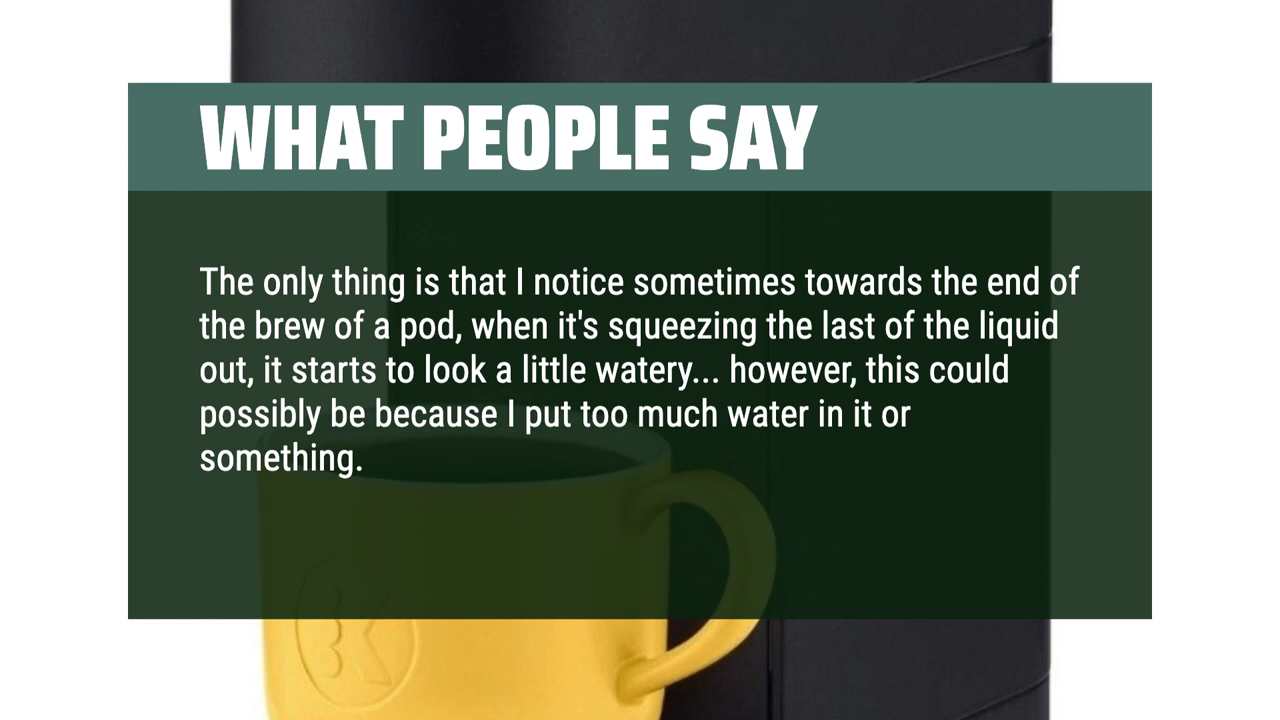 WHAT PEOPLE SAY
The only thing is that I notice sometimes towards the end of
the brew of a pod, when it's squeezing the last of the liquid
out, it starts to look a little watery... however, this could
possibly be because I put too much water in it or
something.